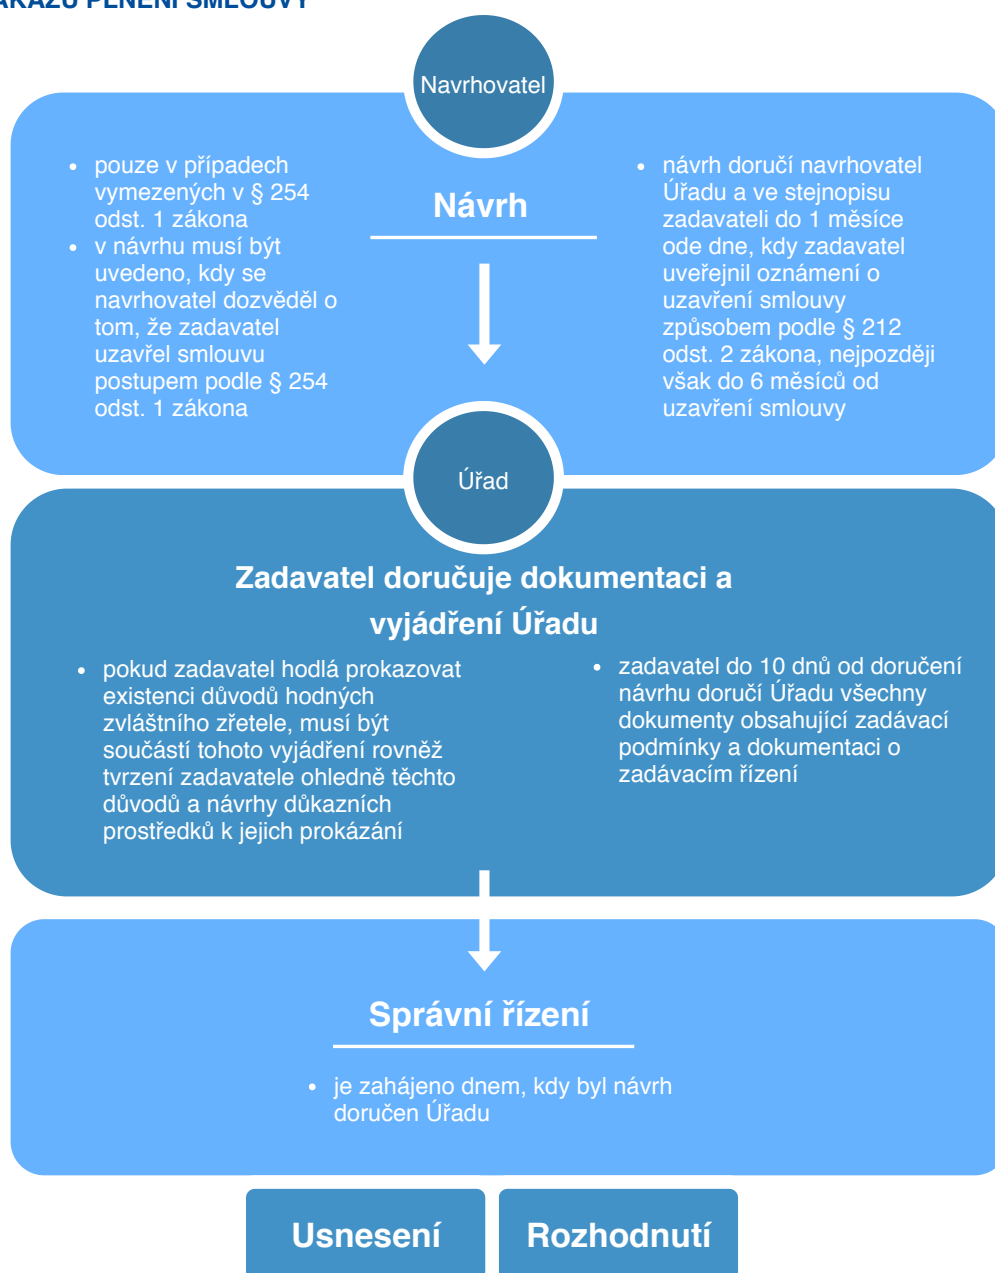 PLNĚNÍ SMLOUVY
Navrhovatel
• pouze v případech
vymezených v § 254
odst. 1 zákona
• v návrhu musí být
uvedeno, kdy se
navrhovatel dozvěděl o
tom, že zadavatel
uzavřel smlouvu
postupem podle § 254
odst. 1 zákona
Návrh
• návrh doručí navrhovatel
Úřadu a ve stejnopisu
zadavateli do 1 měsíce
ode dne, kdy zadavatel
uveřejnil oznámení o
uzavření smlouvy
způsobem podle § 212
odst. 2 zákona, nejpozději
však do 6 měsíců od
uzavření smlouvy
Úřad
Zadavatel doručuje dokumentaci a
vyjádření Úřadu
• pokud zadavatel hodlá prokazovat
existenci důvodů hodných
zvláštního zřetele, musí být
součástí tohoto vyjádření rovněž
tvrzení zadavatele ohledně těchto
důvodů a návrhy důkazních
prostředků k jejich prokázání
• zadavatel do 10 dnů od doručení
návrhu doručí Úřadu všechny
dokumenty obsahující zadávací
podmínky a dokumentaci o
zadávacím řízení
Správní řízení
• je zahájeno dnem, kdy byl návrh
doručen Úřadu
Usnesení
Rozhodnutí